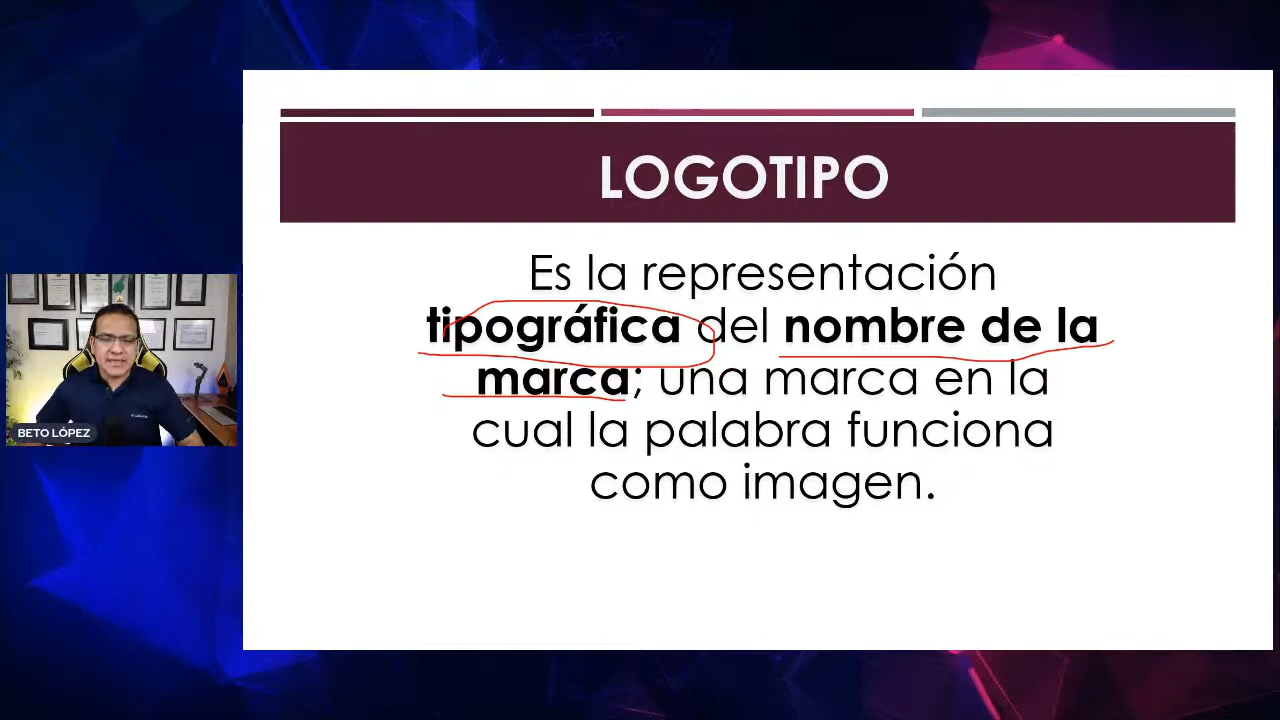 LOGOTIPO
Es la representación
tipográfica del nombre de la
marca; una marca en la
cual la palabra funciona
como imagen.
BETO LÓPEZ